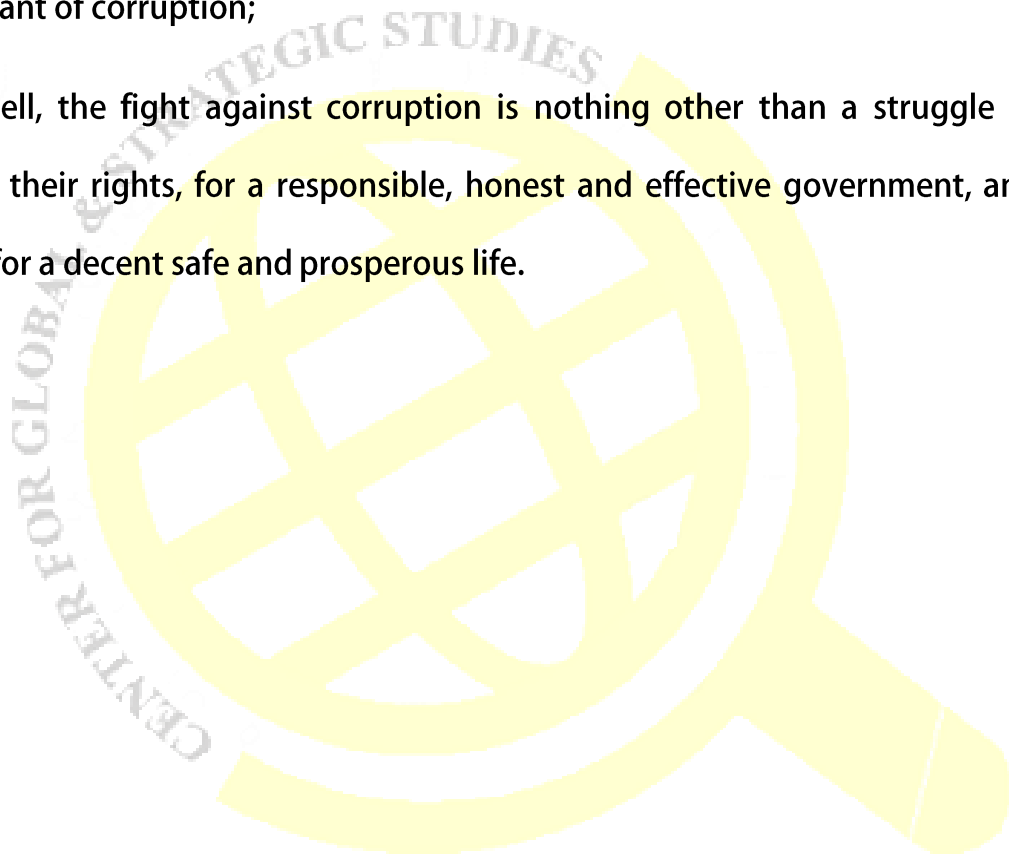 ant of corruption;
CENTER FOR GLOBAL & STRATEGIC STUDIES
ell, the fight against corruption is nothing other than a struggle
their rights, for a responsible, honest and effective government, an
for a decent safe and prosperous life.